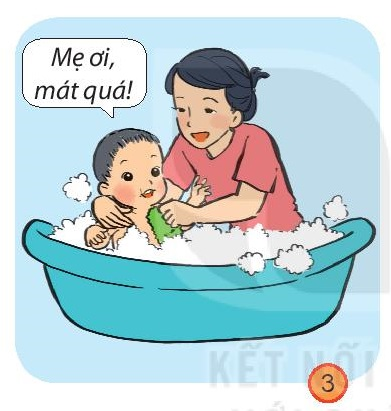 Mẹ ơi,
mát quá!
3
KẾT NỐI